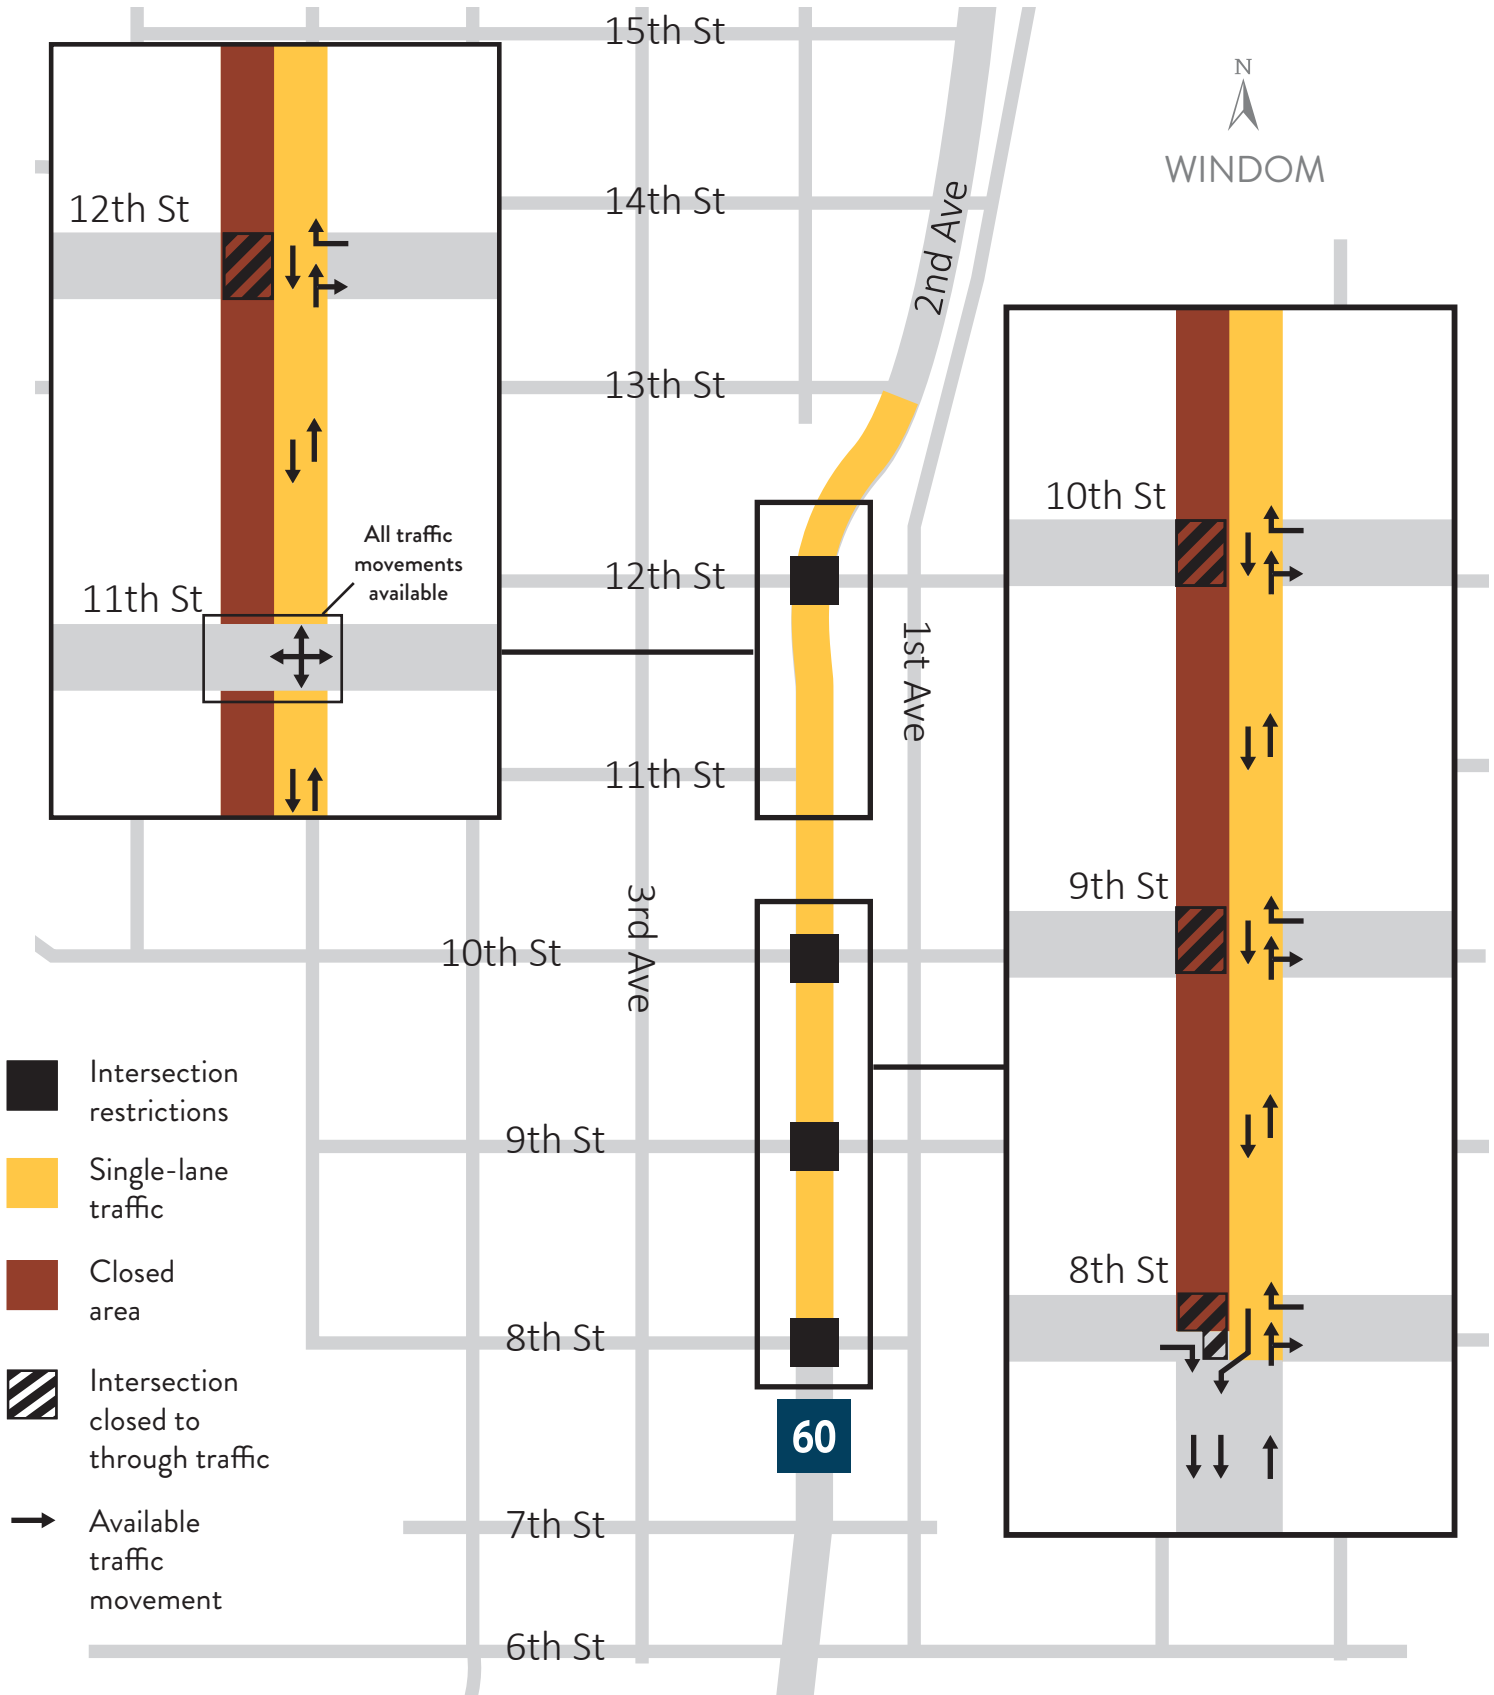 15th St
N
WINDOM
14th St
2nd Ave
12th St
13th St
10th St
All traffic
movements
available
11th St
12th St
1st Ave
11th St
9th St
3rd Ave
10th St
Intersection
restrictions
9th St
Single-lane
traffic
8th St
Closed
area
8th St
Intersection
closed to
through traffic
60
Available
traffic
movement
7th St
6th St